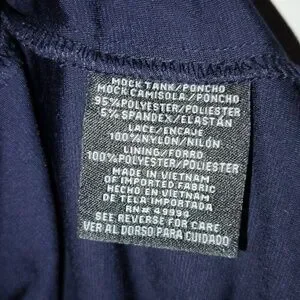 MOCK TANK/PONCHO
MOCK CAMISOLA/PONCHO
95% POLYESTER/POLIESTER
5% SPANDEX/ELASTÁN
LACE/ENCAJE
100% NYLON/NILÓN
LINING/FORRO
100% POLYESTER/POLIESTER
MADE IN VIETNAM
OF IMPORTED FABRIC
HECHO EN VIETNAM
DE TELA IMPORTADA
RN# 49994
SEE REVERSE FOR CARE
VER AL DORSO PARA CUIDADO